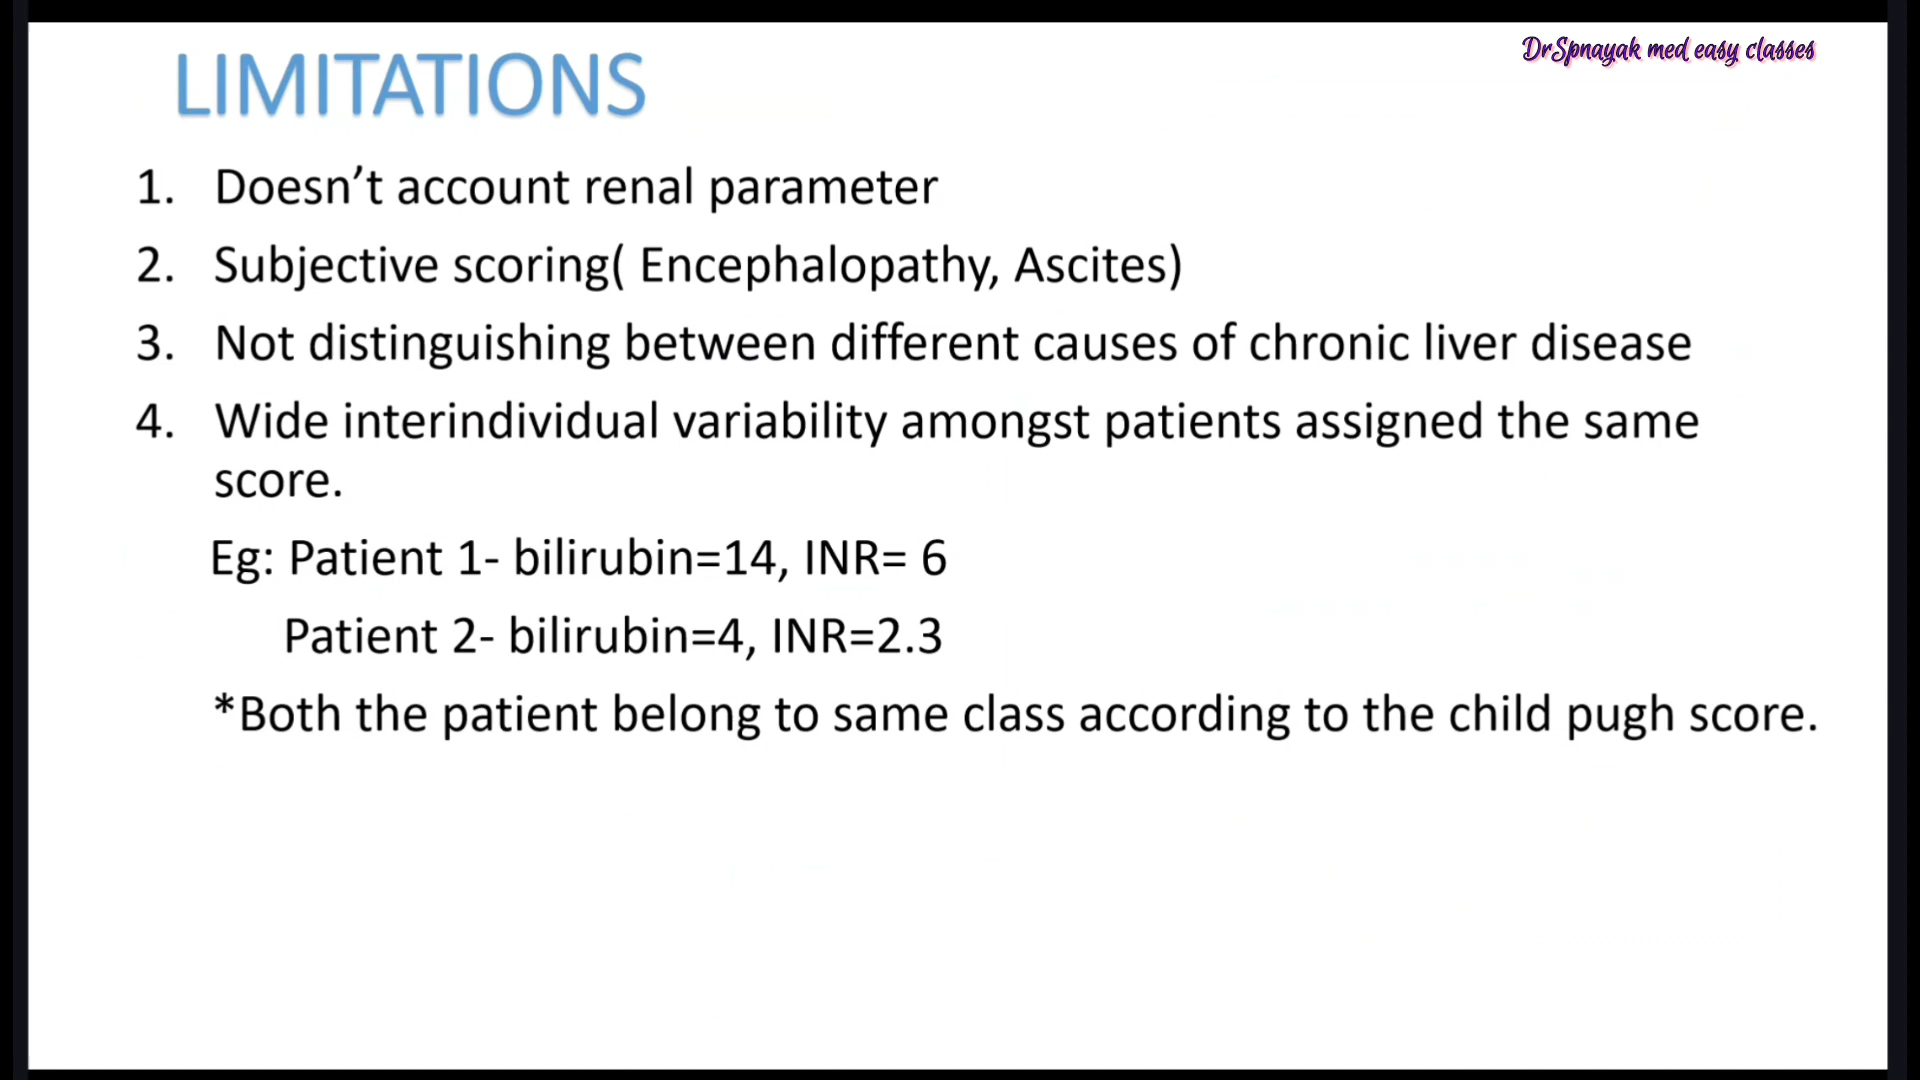 LIMITATIONS
DrSpnayak med easy classes
1. Doesn’t account renal parameter
2. Subjective scoring( Encephalopathy, Ascites)
3. Not distinguishing between different causes of chronic liver disease
4. Wide interindividual variability amongst patients assigned the same
score.
Eg: Patient 1- bilirubin=14, INR= 6
Patient 2- bilirubin=4, INR=2.3
*Both the patient belong to same class according to the child pugh score.